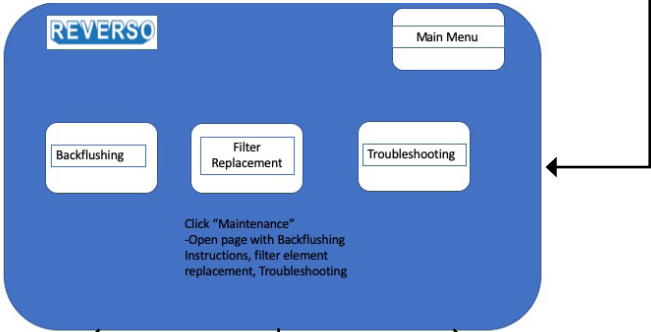 REVERSO
Main Menu
Backflushing
Filter
Replacement
Troubleshooting
Click “Maintenance”
-Open page with Backflushing
Instructions, filter element
replacement, Troubleshooting